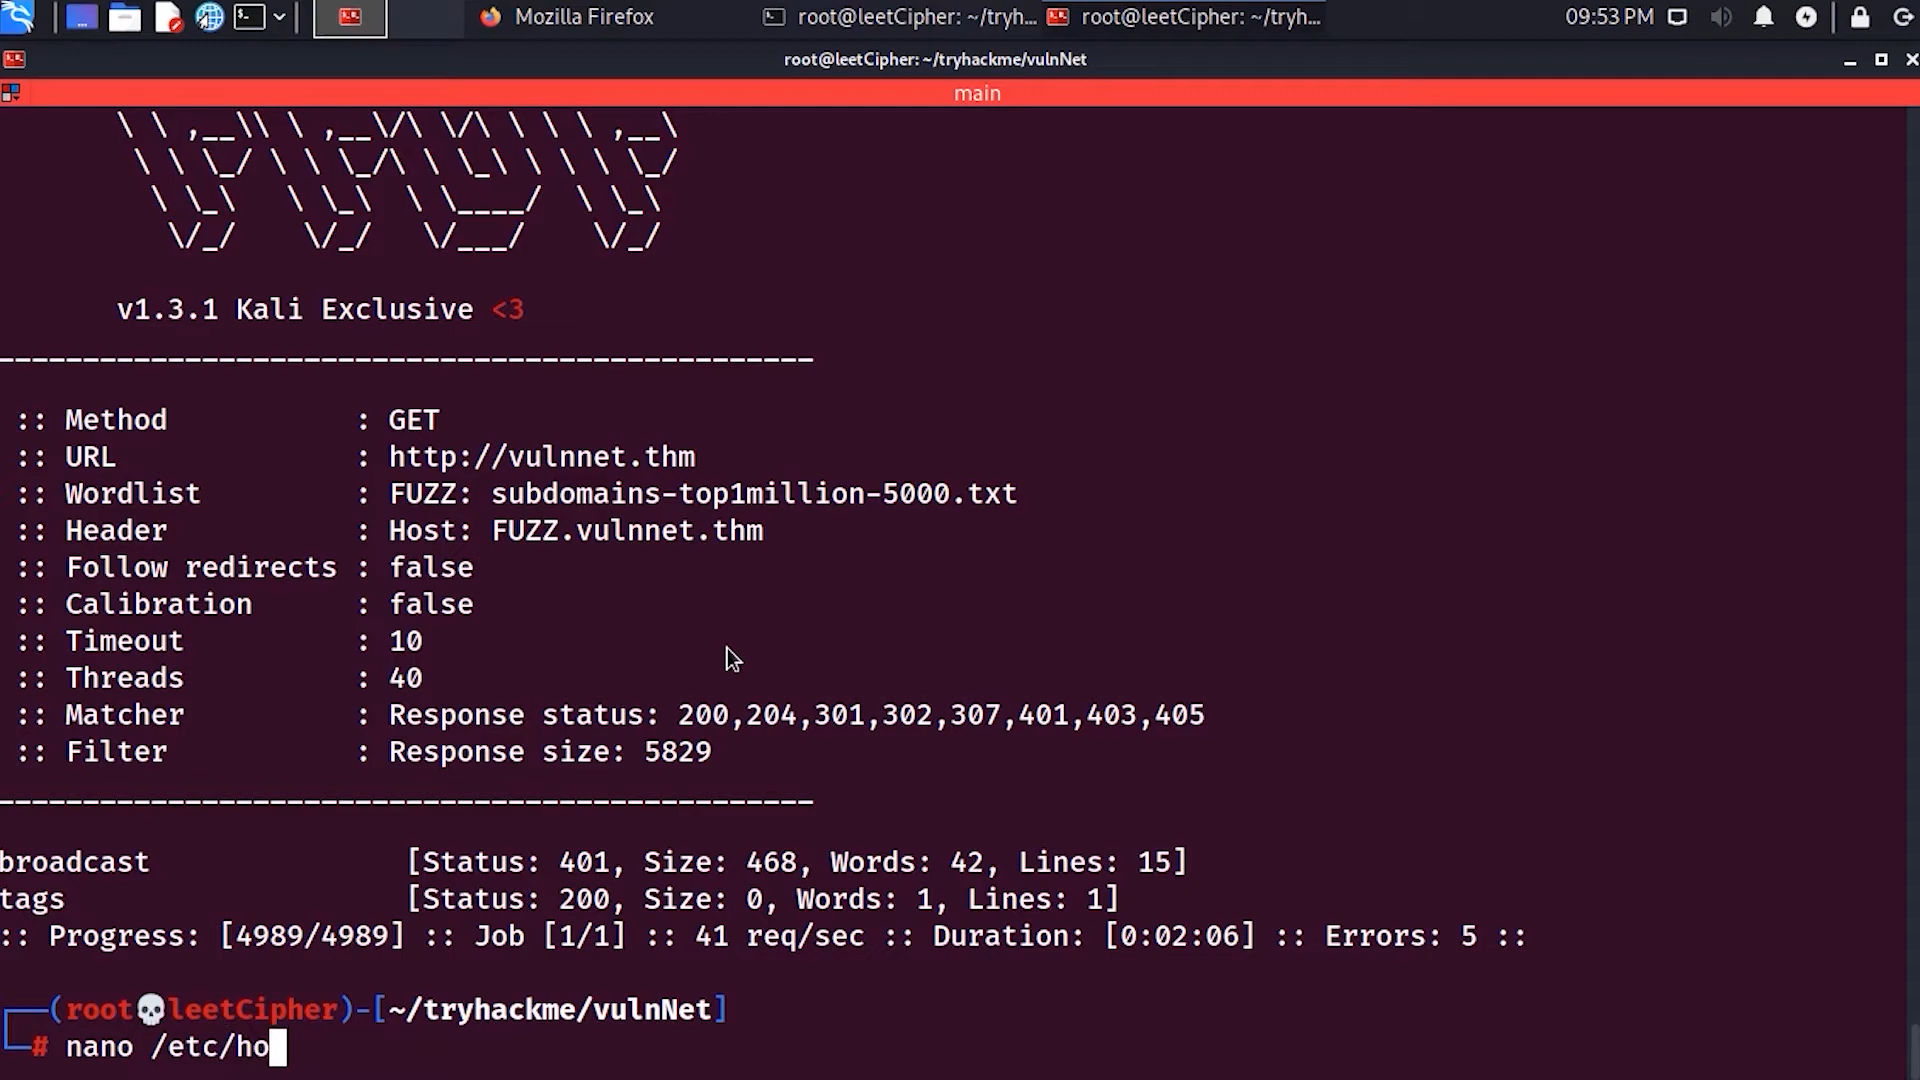 Mozilla Firefox
root@leetCipher: ~/tryh...
root@leetCipher: ~/tryh...
09:53 PM
root@leetCipher: ~/tryhackme/vulnNet
main
\ \ ,__\\ \ ,__\/\ \/\ \ \ \ ,__\
\ \ \_/ \ \ \_/\ \ \_\ \ \ \ \_/
\ \_\ \ \_\ \ \____/ \ \_\
\/_/ \/_/ \/___/ \/_/
v1.3.1 Kali Exclusive <3
________________________________________________
:: Method : GET
:: URL : http://vulnnet.thm
:: Wordlist : FUZZ: subdomains-top1million-5000.txt
:: Header : Host: FUZZ.vulnnet.thm
:: Follow redirects : false
:: Calibration : false
:: Timeout : 10
:: Threads : 40
:: Matcher : Response status: 200,204,301,302,307,401,403,405
:: Filter : Response size: 5829
________________________________________________
broadcast [Status: 401, Size: 468, Words: 42, Lines: 15]
tags [Status: 200, Size: 0, Words: 1, Lines: 1]
:: Progress: [4989/4989] :: Job [1/1] :: 41 req/sec :: Duration: [0:02:06] :: Errors: 5 ::
┌──(root💀leetCipher)-[~/tryhackme/vulnNet]
└─# nano /etc/ho